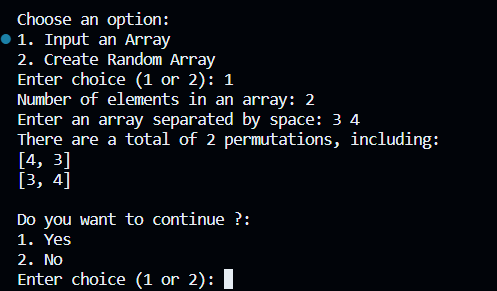 Choose an option:
1. Input an Array
2. Create Random Array
Enter choice (1 or 2): 1
Number of elements in an array: 2
Enter an array separated by space: 3 4
There are a total of 2 permutations, including:
[4, 3]
[3, 4]
Do you want to continue ?:
1. Yes
2. No
Enter choice (1 or 2):